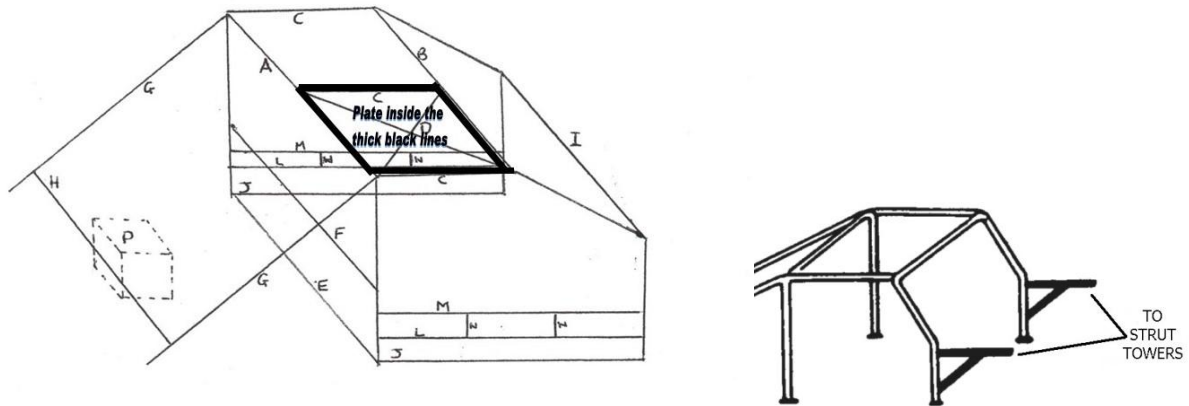 C
G
A
B
C
Plate inside the
thick black lines
D
I
M
L
N
N
H
J
C
P
F
G
E
M
L
N
N
J
TO
STRUT
TOWERS